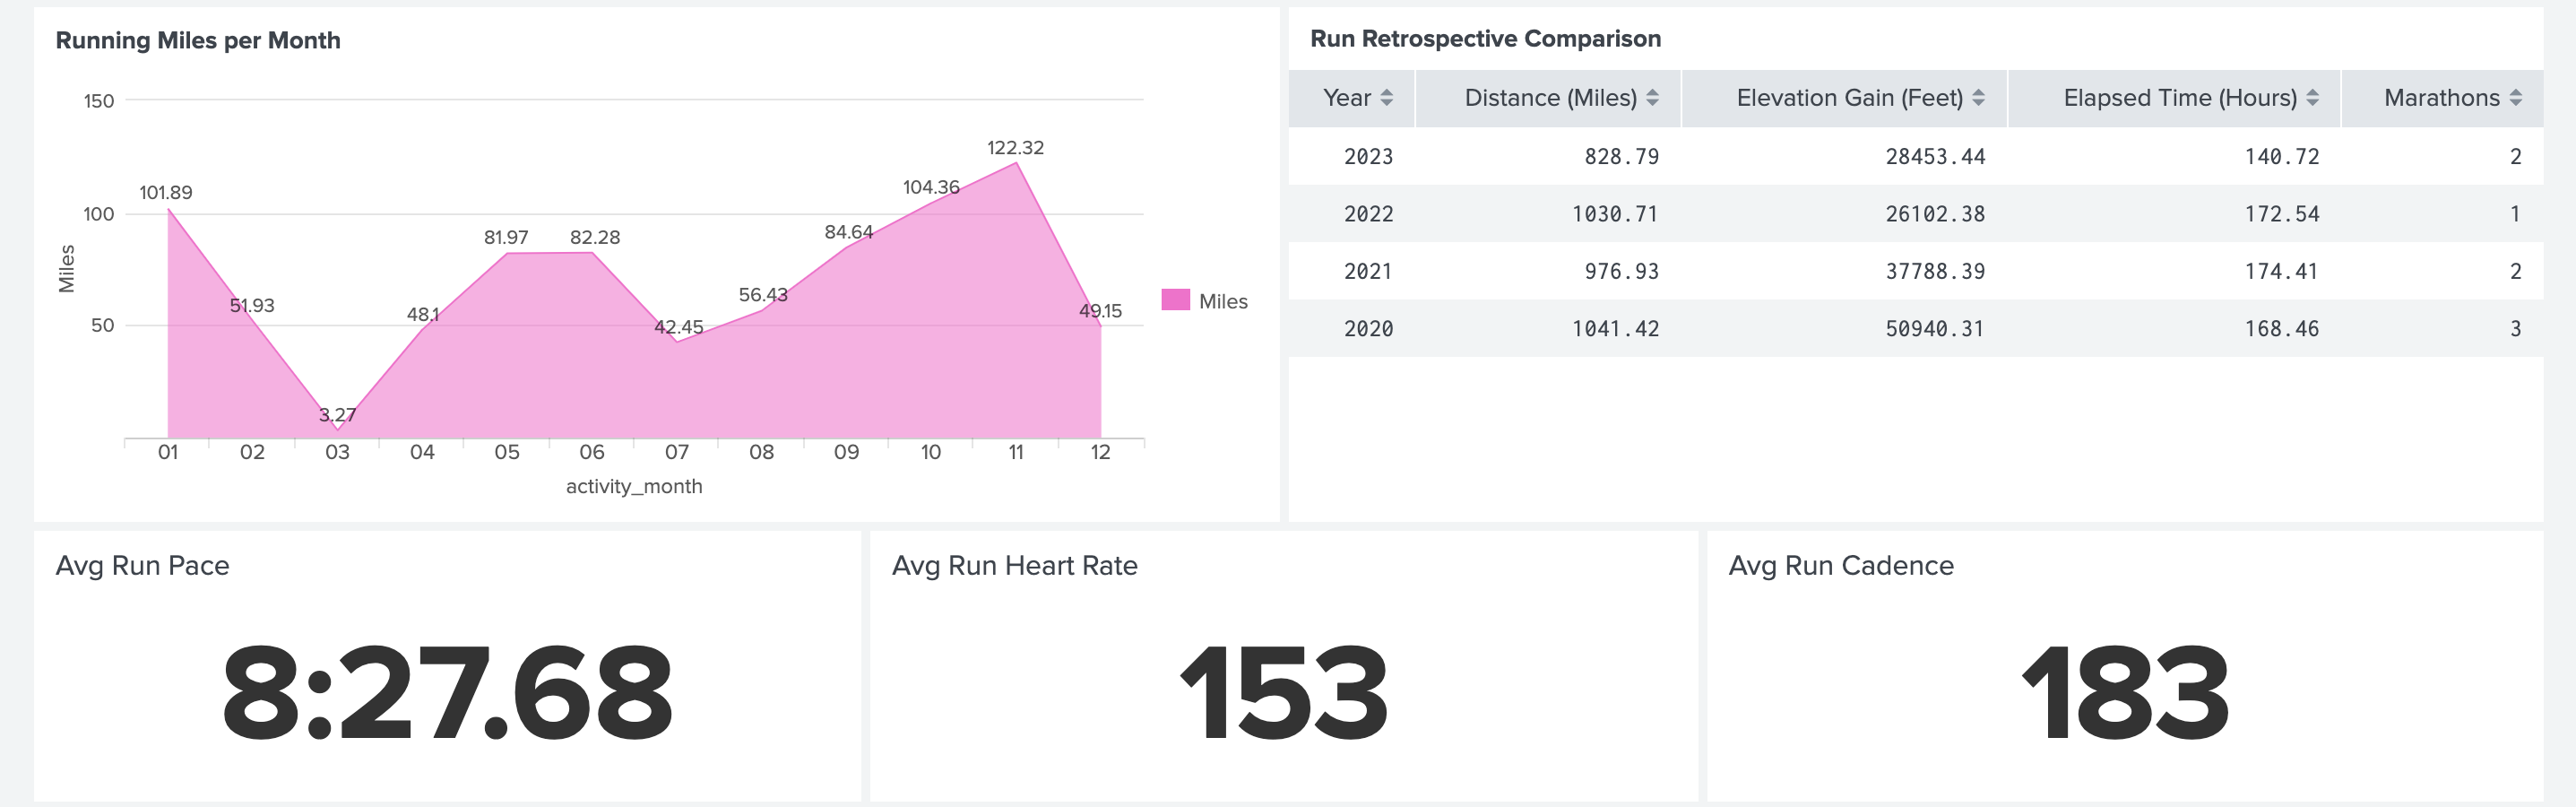 Running Miles per Month
150
100
50
Miles
101.89
51.93
3.27
48.1
81.97
82.28
42.45
56.43
84.64
104.36
122.32
49.15
01 02 03 04 05 06 07 08 09 10 11 12
activity_month
Miles
Run Retrospective Comparison
Year Distance (Miles) Elevation Gain (Feet) Elapsed Time (Hours) Marathons
2023 828.79 28453.44 140.72 2
2022 1030.71 26102.38 172.54 1
2021 976.93 37788.39 174.41 2
2020 1041.42 50940.31 168.46 3
Avg Run Pace
8:27.68
Avg Run Heart Rate
153
Avg Run Cadence
183